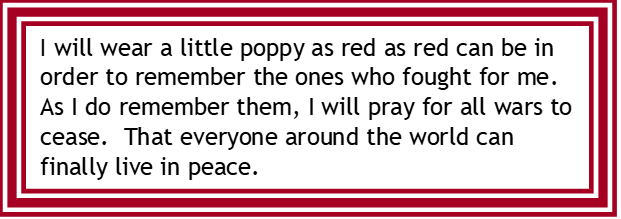 I will wear a little poppy as red as red can be in
order to remember the ones who fought for me.
As I do remember them, I will pray for all wars to
cease.  That everyone around the world can
finally live in peace.